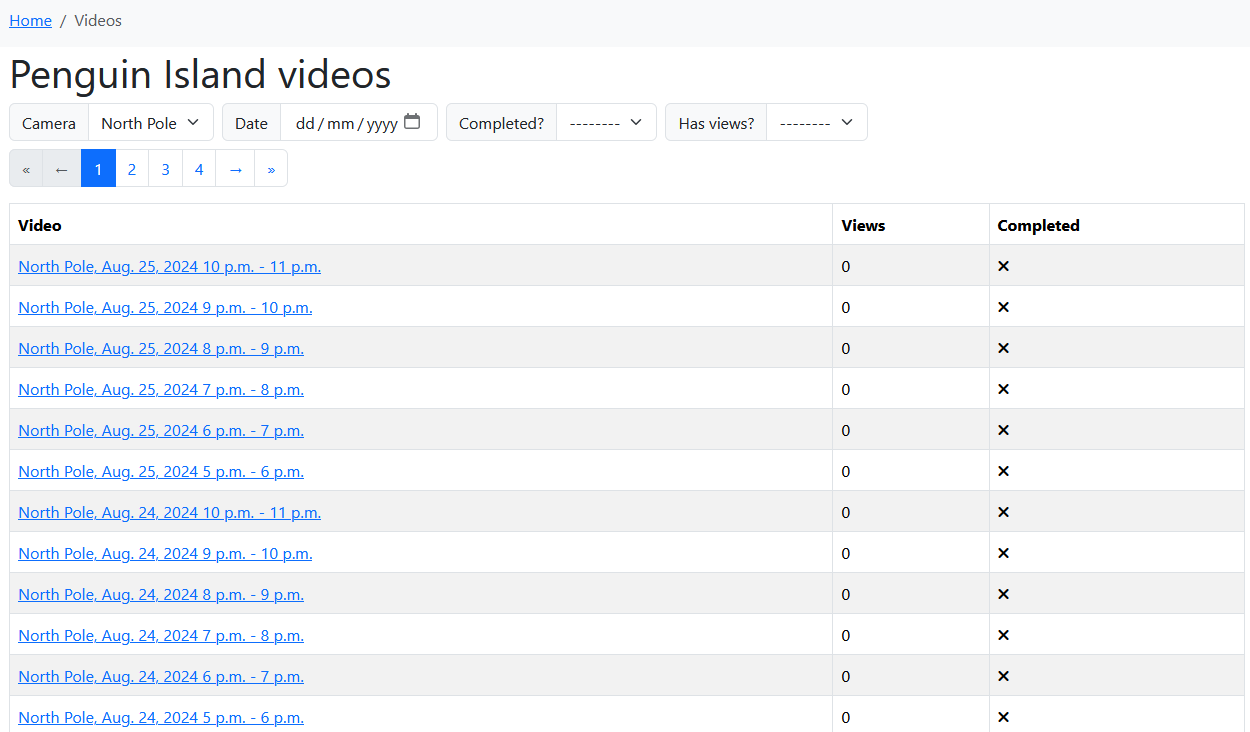 Home / Videos
Penguin Island videos
Camera North Pole Date dd/mm/yyyy Completed? -------- Has views? --------
« ← 1 2 3 4 → »
Video Views Completed
North Pole, Aug. 25, 2024 10 p.m. - 11 p.m. 0 ✕
North Pole, Aug. 25, 2024 9 p.m. - 10 p.m. 0 ✕
North Pole, Aug. 25, 2024 8 p.m. - 9 p.m. 0 ✕
North Pole, Aug. 25, 2024 7 p.m. - 8 p.m. 0 ✕
North Pole, Aug. 25, 2024 6 p.m. - 7 p.m. 0 ✕
North Pole, Aug. 25, 2024 5 p.m. - 6 p.m. 0 ✕
North Pole, Aug. 24, 2024 10 p.m. - 11 p.m. 0 ✕
North Pole, Aug. 24, 2024 9 p.m. - 10 p.m. 0 ✕
North Pole, Aug. 24, 2024 8 p.m. - 9 p.m. 0 ✕
North Pole, Aug. 24, 2024 7 p.m. - 8 p.m. 0 ✕
North Pole, Aug. 24, 2024 6 p.m. - 7 p.m. 0 ✕
North Pole, Aug. 24, 2024 5 p.m. - 6 p.m. 0 ✕